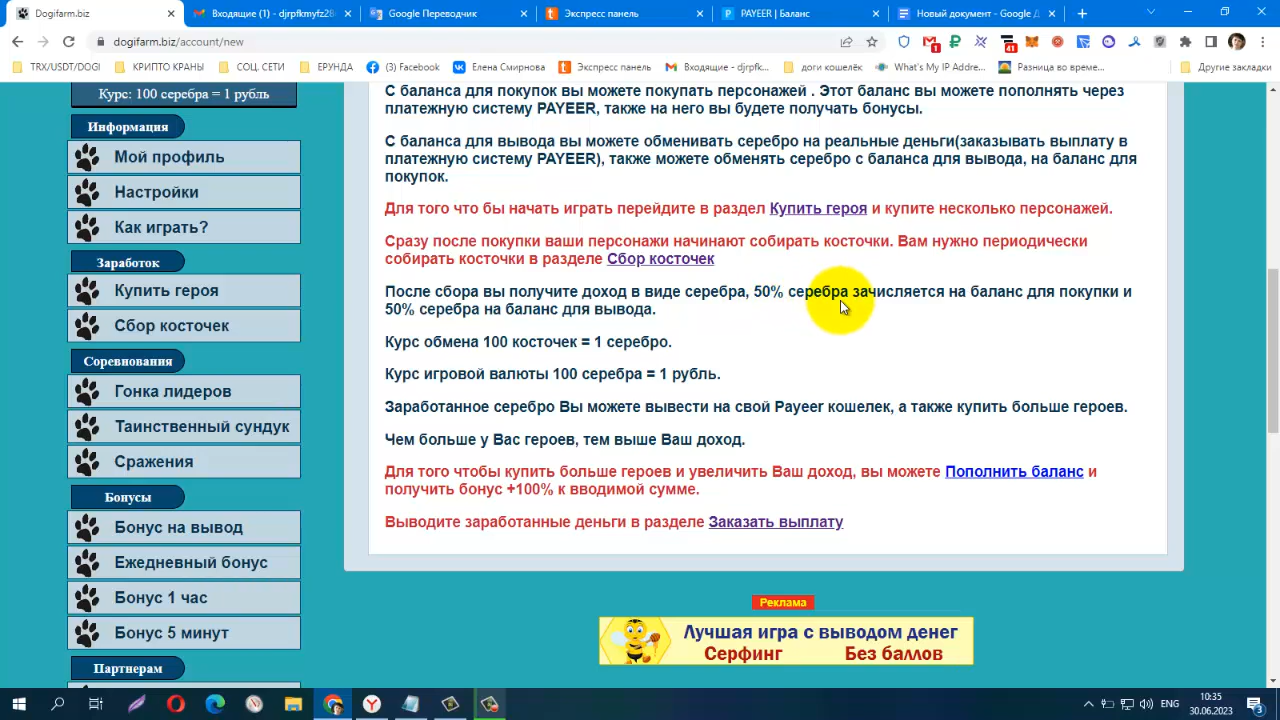 Dogifarm.biz
Входящие (1) - djrpfkmyfz28
Google Переводчик
Экспресс панель
PAYEER | Баланс
Новый документ - Google Д
dogifarm.biz/account/new
1
41
TRX/USDT/DOGI
КРИПТО КРАНЫ
СОЦ. СЕТИ
ЕРУНДА
(3) Facebook
Елена Смирнова
Экспресс панель
Входящие - djrpfk...
доги кошелёк
What's My IP Addre...
Разница во време...
Другие закладки
Курс: 100 серебра = 1 рубль
Информация
Мой профиль
Настройки
Как играть?
Заработок
Купить героя
Сбор косточек
Соревнования
Гонка лидеров
Таинственный сундук
Сражения
Бонусы
Бонус на вывод
Ежедневный бонус
Бонус 1 час
Бонус 5 минут
Партнерам
С баланса для покупок вы можете покупать персонажей . Этот баланс вы можете пополнять через
платежную систему PAYEER, также на него вы будете получать бонусы.
С баланса для вывода вы можете обменивать серебро на реальные деньги(заказывать выплату в
платежную систему PAYEER), также можете обменять серебро с баланса для вывода, на баланс для
покупок.
Для того что бы начать играть перейдите в раздел Купить героя и купите несколько персонажей.
Сразу после покупки ваши персонажи начинают собирать косточки. Вам нужно периодически
собирать косточки в разделе Сбор косточек
После сбора вы получите доход в виде серебра, 50% серебра зачисляется на баланс для покупки и
50% серебра на баланс для вывода.
Курс обмена 100 косточек = 1 серебро.
Курс игровой валюты 100 серебра = 1 рубль.
Заработанное серебро Вы можете вывести на свой Payeer кошелек, а также купить больше героев.
Чем больше у Вас героев, тем выше Ваш доход.
Для того чтобы купить больше героев и увеличить Ваш доход, вы можете Пополнить баланс и
получить бонус +100% к вводимой сумме.
Выводите заработанные деньги в разделе Заказать выплату
Реклама
Лучшая игра с выводом денег
Серфинг Без баллов
ENG
10:35
30.06.2023
3